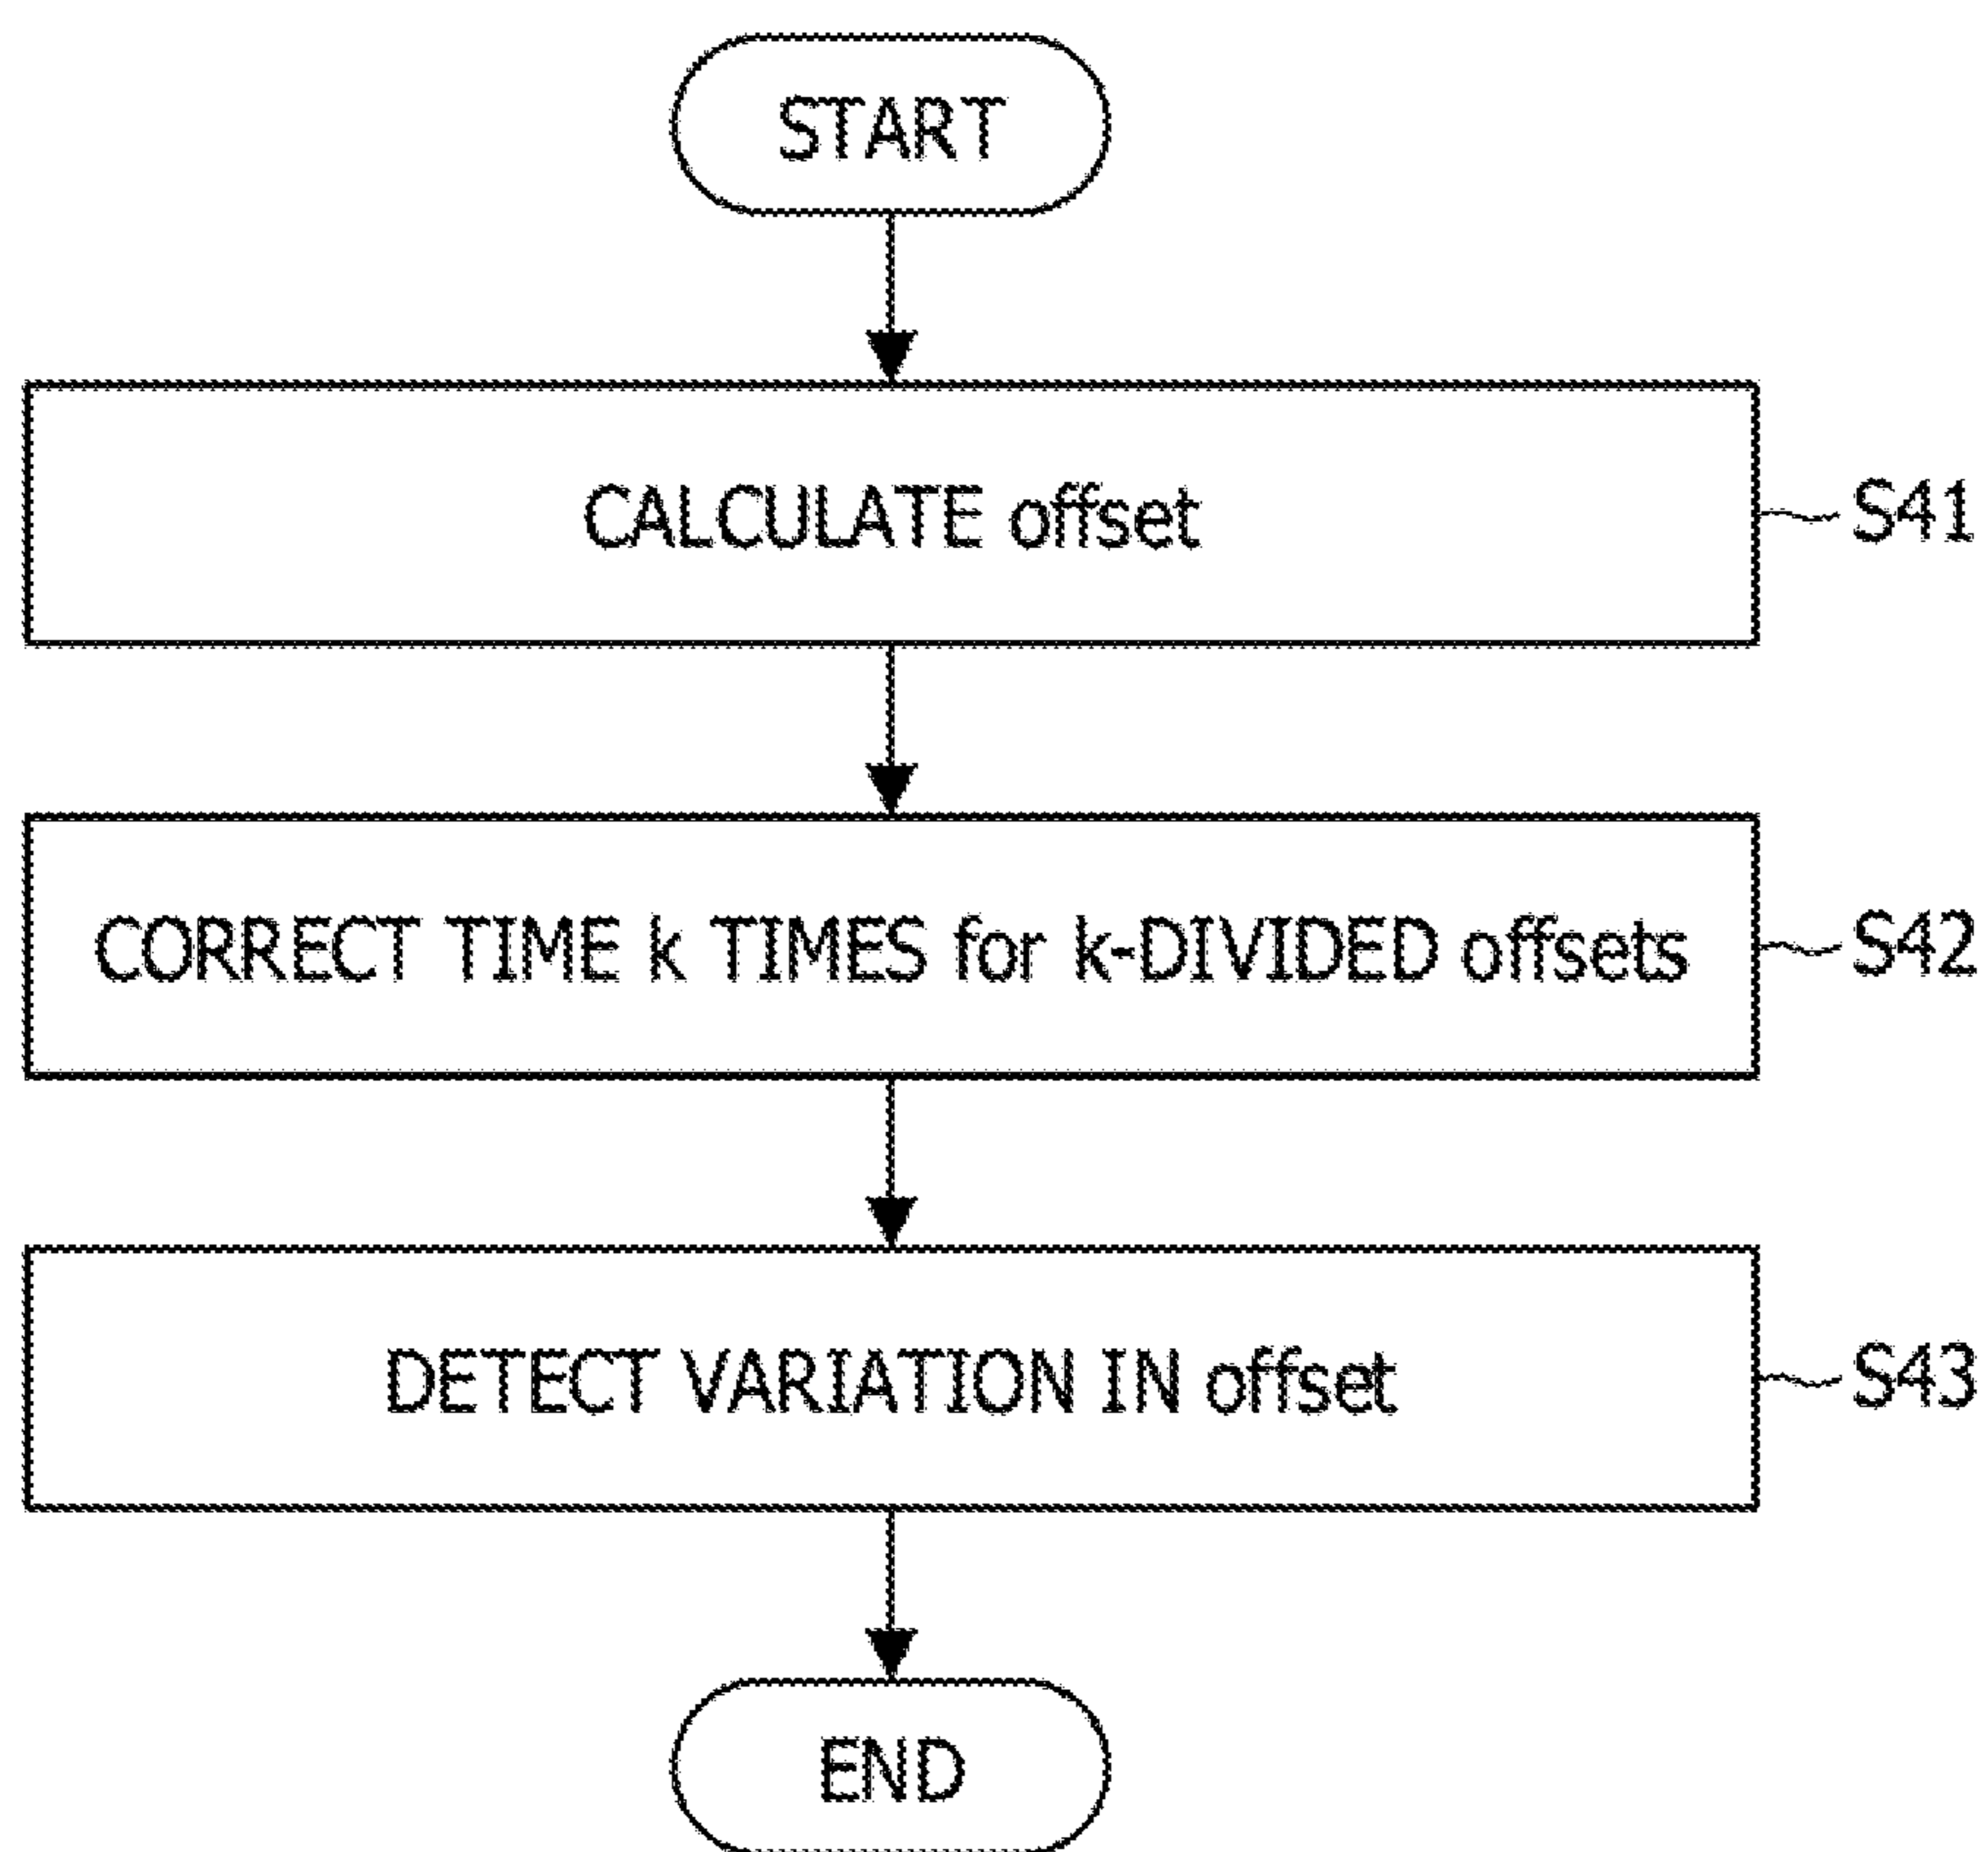 START
CALCULATE offset
S41
CORRECT TIME k TIMES for k-DIVIDED offsets
S42
DETECT VARIATION IN offset
S43
END